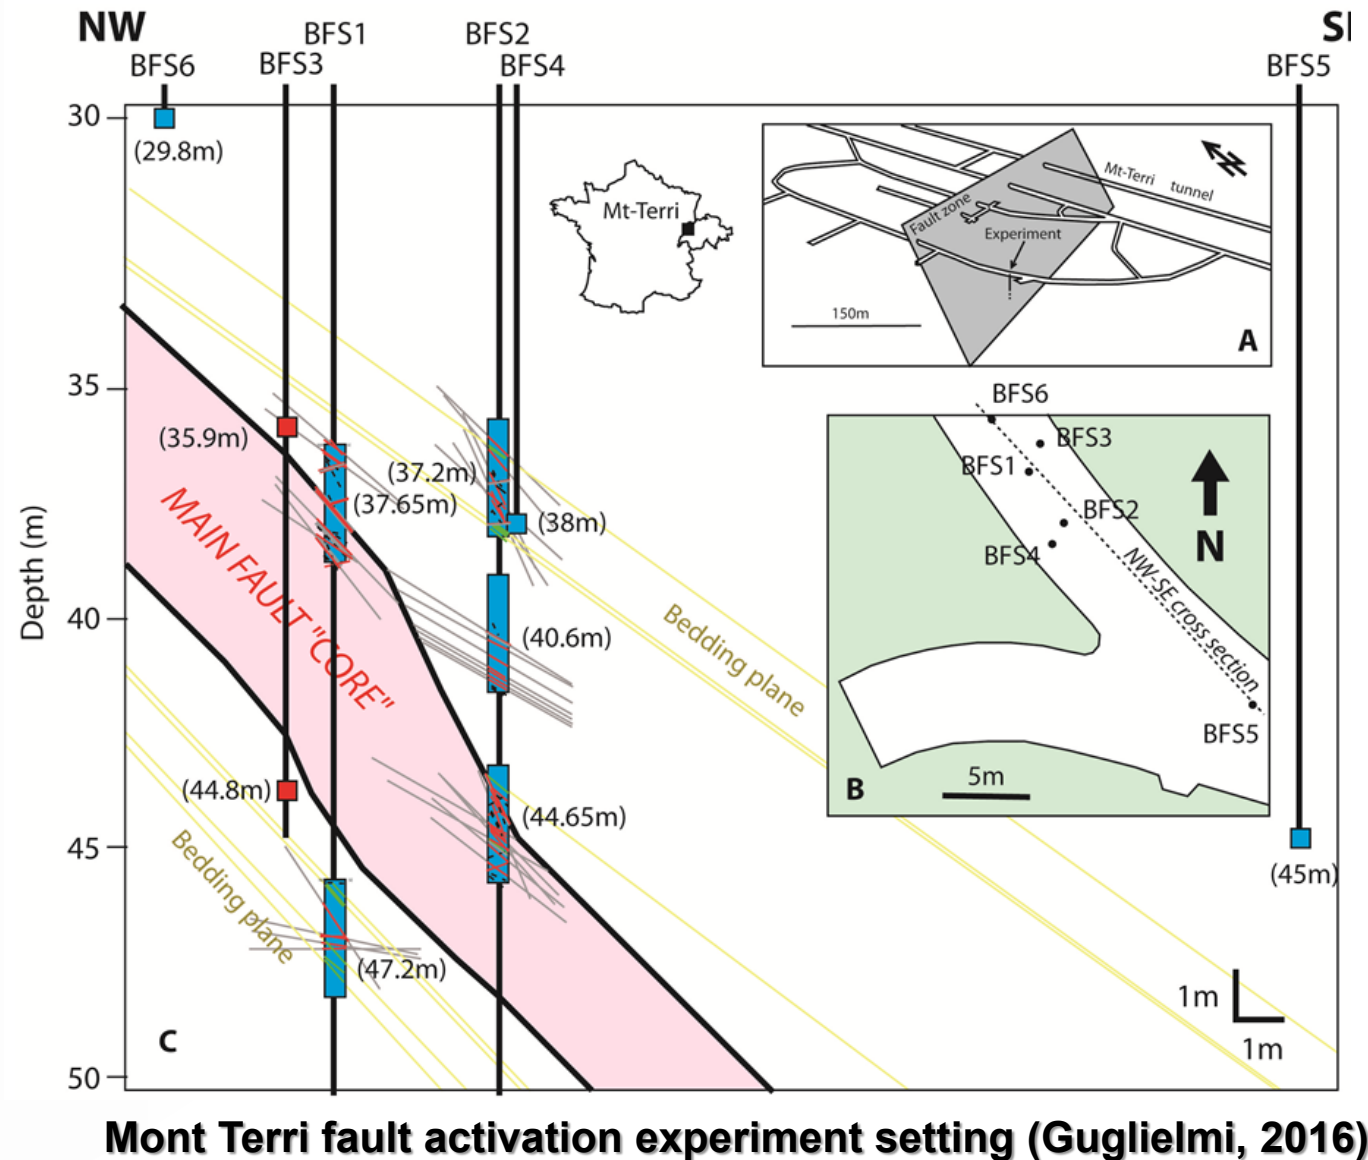 NW
SI
BFS1
BFS2
BFS6
BFS3
BFS4
BFS5
30
(29.8m)
35
(35.9m)
(37.2m)
(37.65m)
(38m)
Depth (m)
MAIN FAULT "CORE"
40
(40.6m)
Bedding plane
(44.8m)
(44.65m)
45
(45m)
Bedding plane
(47.2m)
1m
1m
C
50
Mt-Terri
Mt-Terri tunnel
N
Fault zone
Experiment
150m
A
BFS6
BFS3
BFS1
BFS2
BFS4
N
NW-SE cross section
BFS5
5m
B
Mont Terri fault activation experiment setting (Guglielmi, 2016)